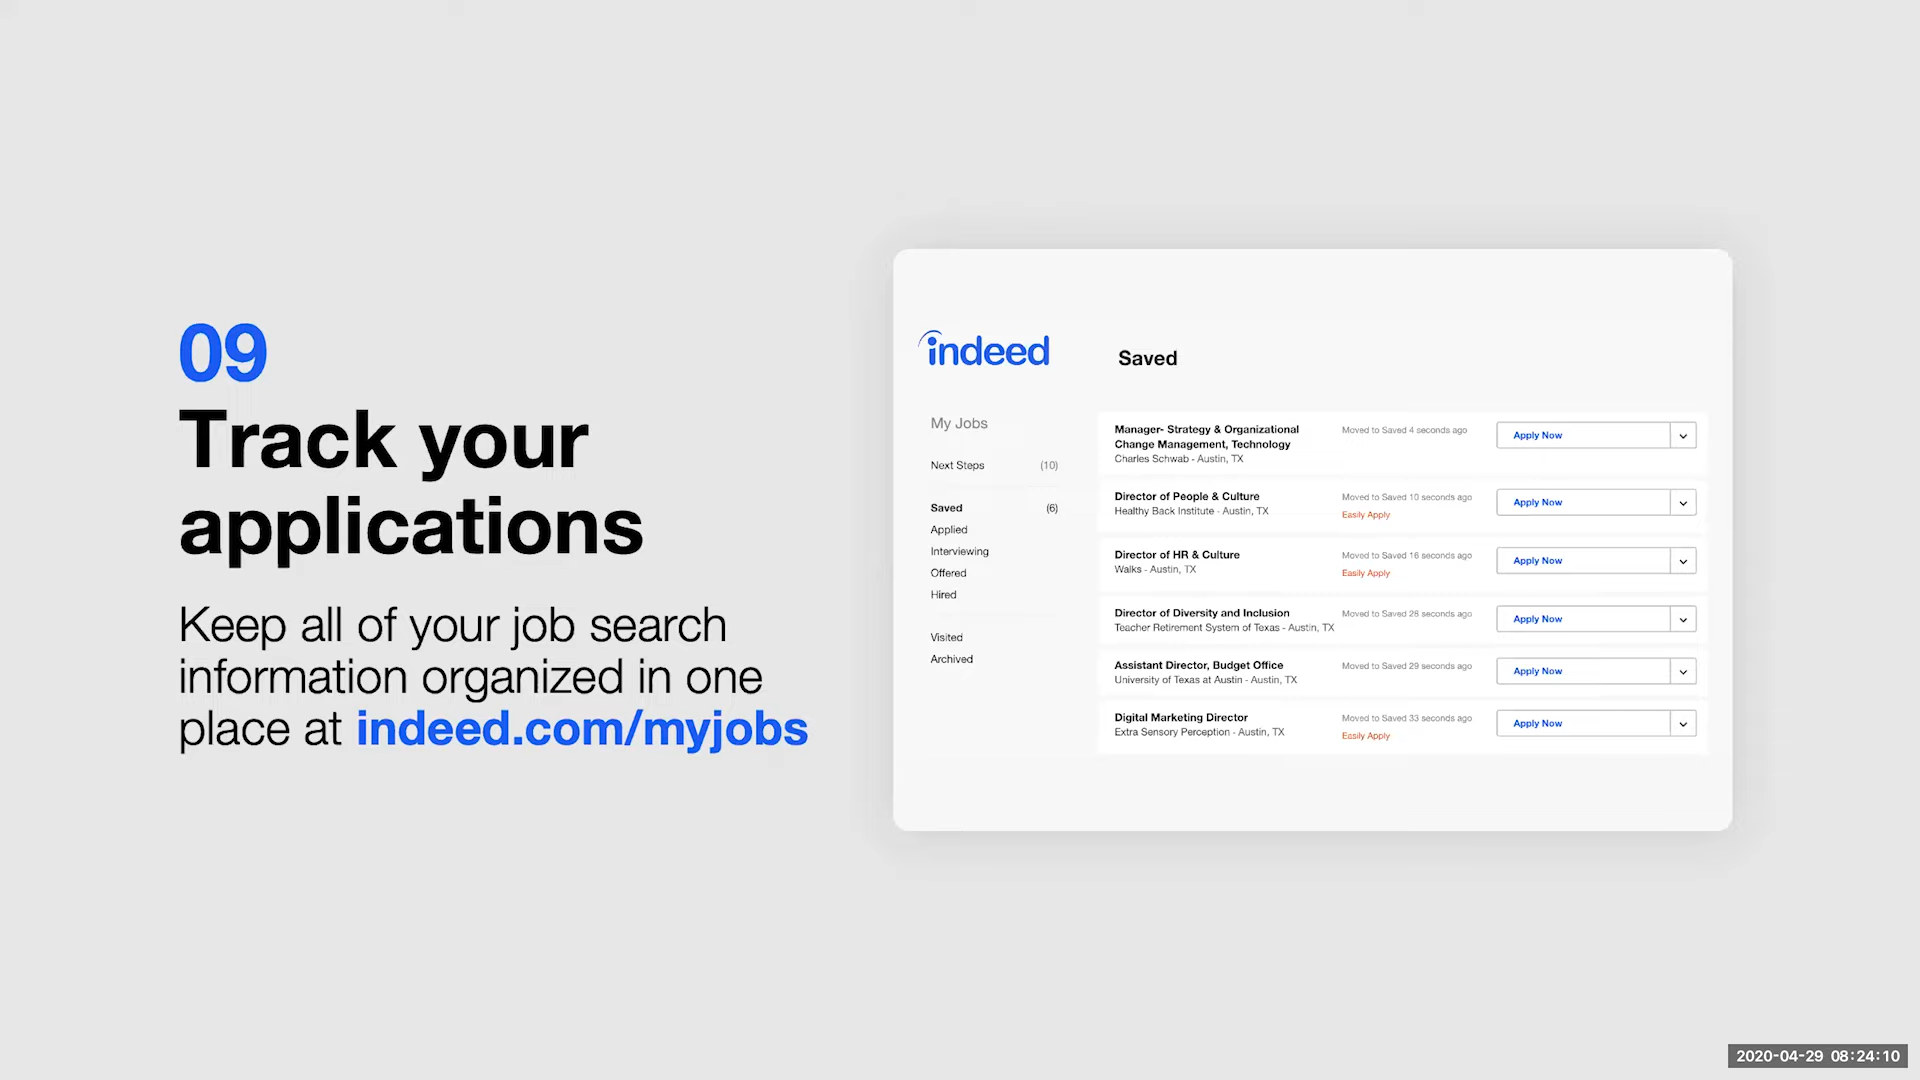 09
Track your
applications
Keep all of your job search
information organized in one
place at indeed.com/myjobs
indeed
Saved
My Jobs
Next Steps (10)
Saved (6)
Applied
Interviewing
Offered
Hired
Visited
Archived
Manager- Strategy & Organizational
Change Management, Technology
Charles Schwab - Austin, TX
Moved to Saved 4 seconds ago
Apply Now
Director of People & Culture
Healthy Back Institute - Austin, TX
Moved to Saved 10 seconds ago
Easily Apply
Apply Now
Director of HR & Culture
Walks - Austin, TX
Moved to Saved 16 seconds ago
Easily Apply
Apply Now
Director of Diversity and Inclusion
Teacher Retirement System of Texas - Austin, TX
Moved to Saved 28 seconds ago
Apply Now
Assistant Director, Budget Office
University of Texas at Austin - Austin, TX
Moved to Saved 29 seconds ago
Apply Now
Digital Marketing Director
Extra Sensory Perception - Austin, TX
Moved to Saved 33 seconds ago
Easily Apply
Apply Now
2020-04-29 08:24:10